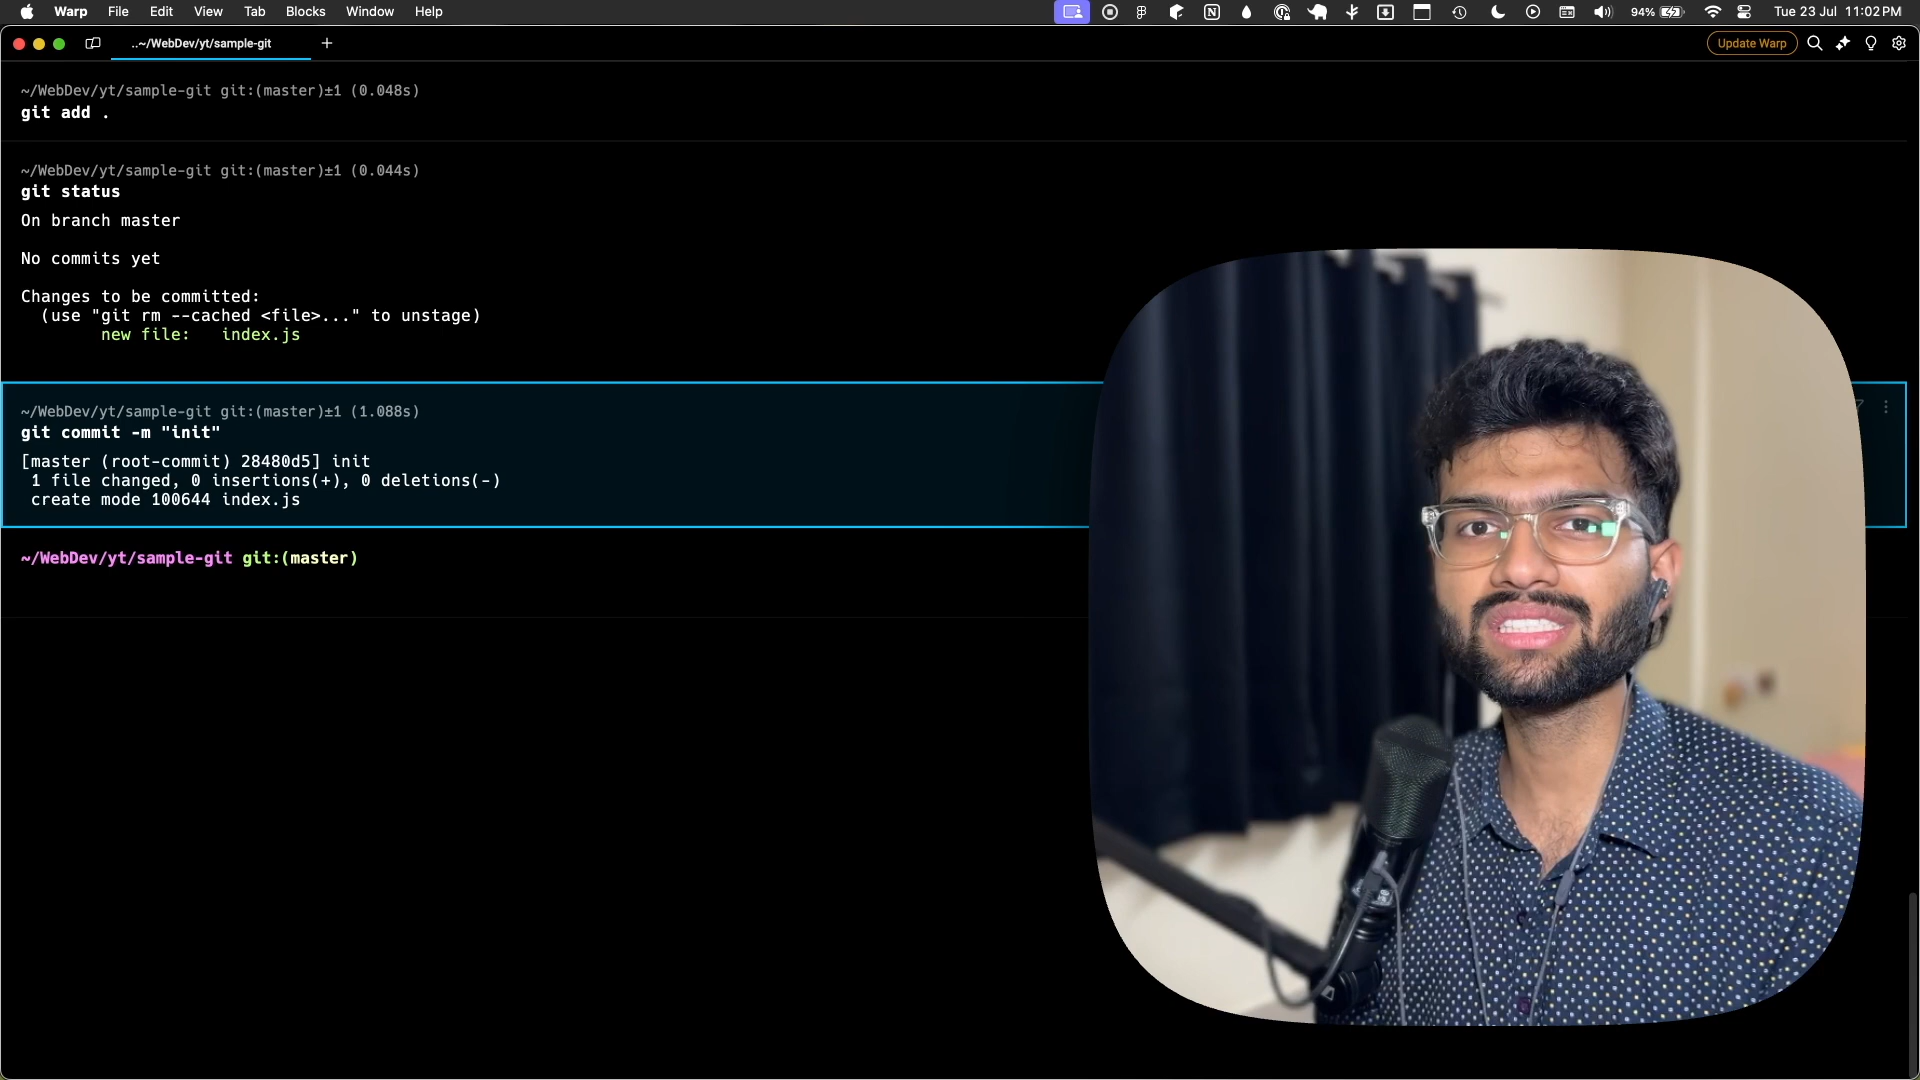 Warp File Edit View Tab Blocks Window Help 94% Tue 23 Jul 11:02 PM
..~/WebDev/yt/sample-git + Update Warp
~/WebDev/yt/sample-git git:(master)±1 (0.048s)
git add .
~/WebDev/yt/sample-git git:(master)±1 (0.044s)
git status
On branch master
No commits yet
Changes to be committed:
(use "git rm --cached <file>..." to unstage)
new file: index.js
~/WebDev/yt/sample-git git:(master)±1 (1.088s)
git commit -m "init"
[master (root-commit) 28480d5] init
1 file changed, 0 insertions(+), 0 deletions(-)
create mode 100644 index.js
~/WebDev/yt/sample-git git:(master)